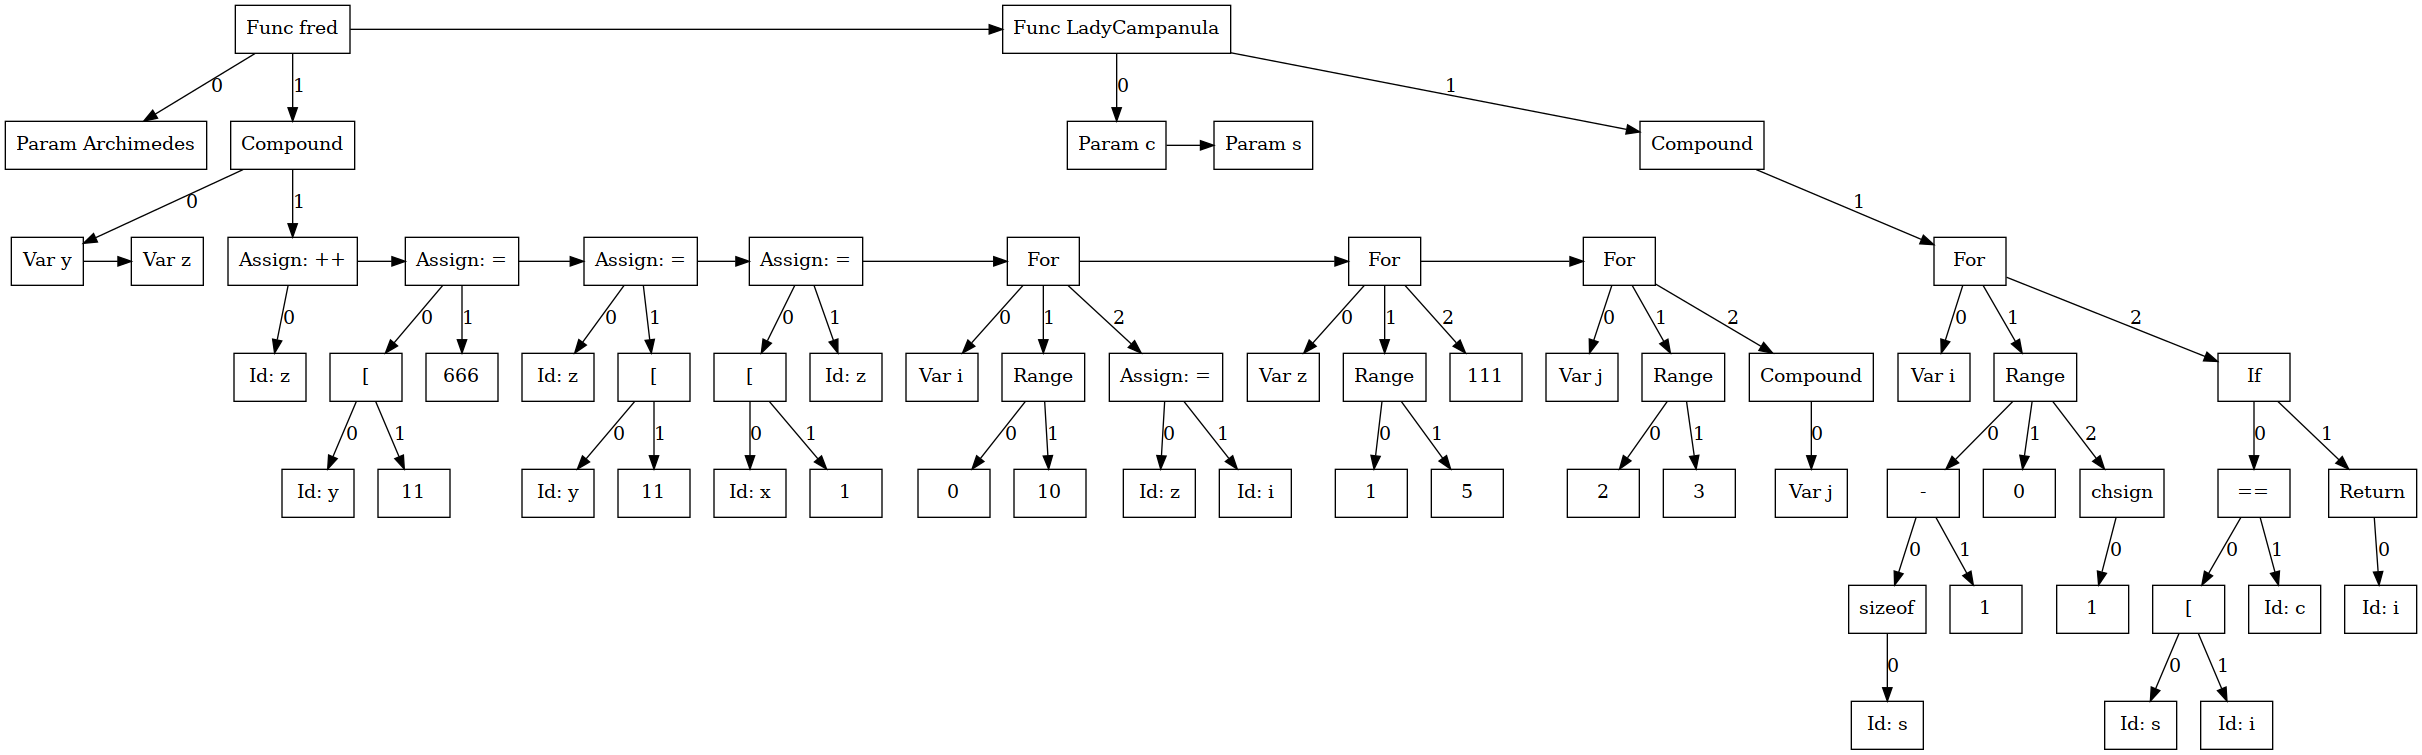 Func fred
Func LadyCampanula
0
1
0
1
Param Archimedes
Compound
Param c
Param s
Compound
0
1
1
Var y
Var z
Assign: ++
Assign: =
Assign: =
Assign: =
For
For
For
For
0
0
1
0
1
0
1
0
1
2
0
1
2
0
1
2
0
1
2
Id: z
[
666
Id: z
[
[
Id: z
Var i
Range
Assign: =
Var z
Range
111
Var j
Range
Compound
Var i
Range
If
0
1
0
1
0
1
0
1
0
1
0
1
0
1
0
0
1
2
0
1
Id: y
11
Id: y
11
Id: x
1
0
10
Id: z
Id: i
1
5
2
3
Var j
-
0
chsign
==
Return
0
1
0
0
1
0
sizeof
1
1
[
Id: c
Id: i
0
0
1
Id: s
Id: s
Id: i